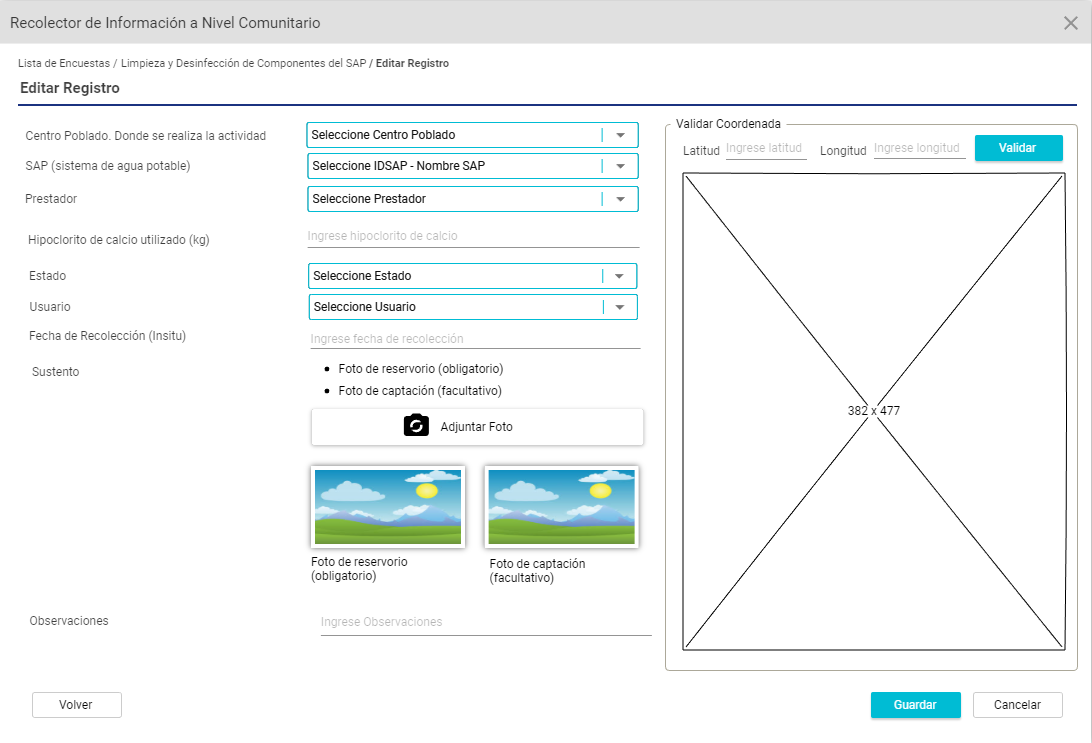 Recolector de Información a Nivel Comunitario
Lista de Encuestas / Limpieza y Desinfección de Componentes del SAP / Editar Registro
Editar Registro
Centro Poblado. Donde se realiza la actividad
Seleccione Centro Poblado
SAP (sistema de agua potable)
Seleccione IDSAP - Nombre SAP
Prestador
Seleccione Prestador
Hipoclorito de calcio utilizado (kg)
Ingrese hipoclorito de calcio
Estado
Seleccione Estado
Usuario
Seleccione Usuario
Fecha de Recolección (Insitu)
Ingrese fecha de recolección
Sustento
• Foto de reservorio (obligatorio)
• Foto de captación (facultativo)
Adjuntar Foto
Foto de reservorio
(obligatorio)
Foto de captación
(facultativo)
Observaciones
Ingrese Observaciones
Validar Coordenada
Latitud Ingrese latitud Longitud Ingrese longitud Validar
382 x 477
Volver
Guardar
Cancelar